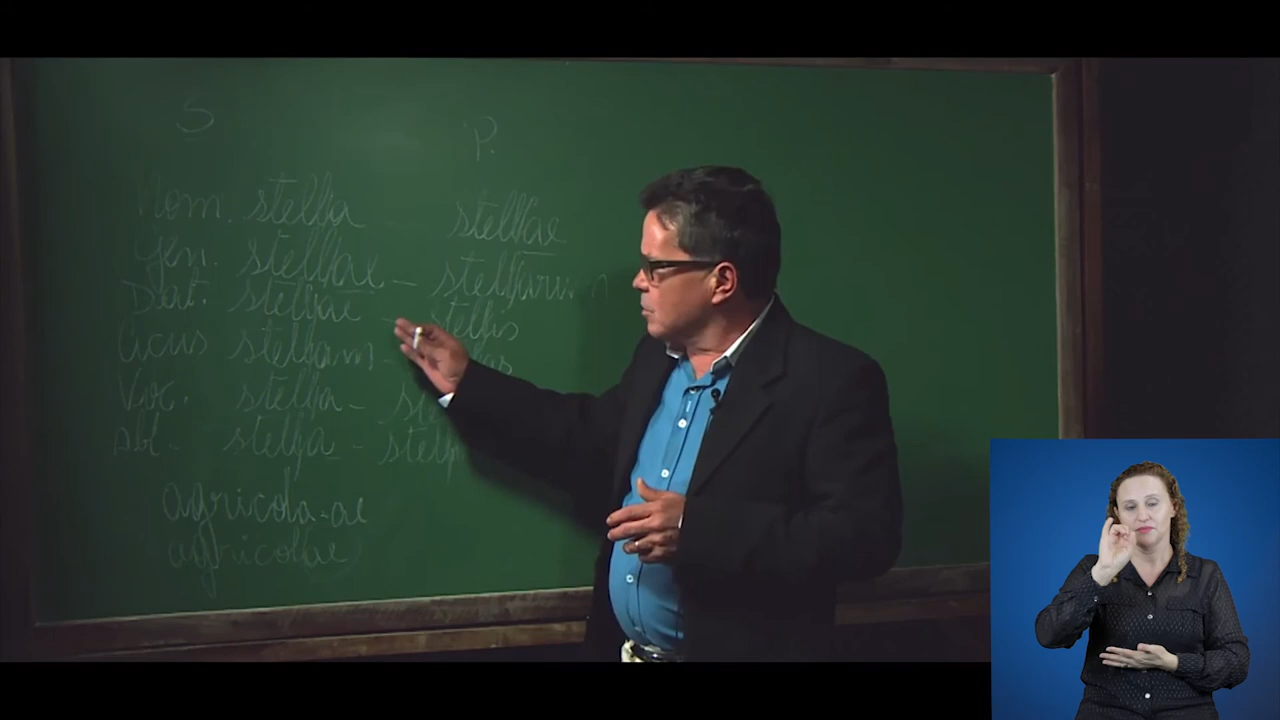 S P.
Nom. stella stellae
Gen. stellae - stellarum
Dat. stellae - stellis
Acus stellam -
Voc. stella -
Abl - stella -
agricola - ae
agricolae